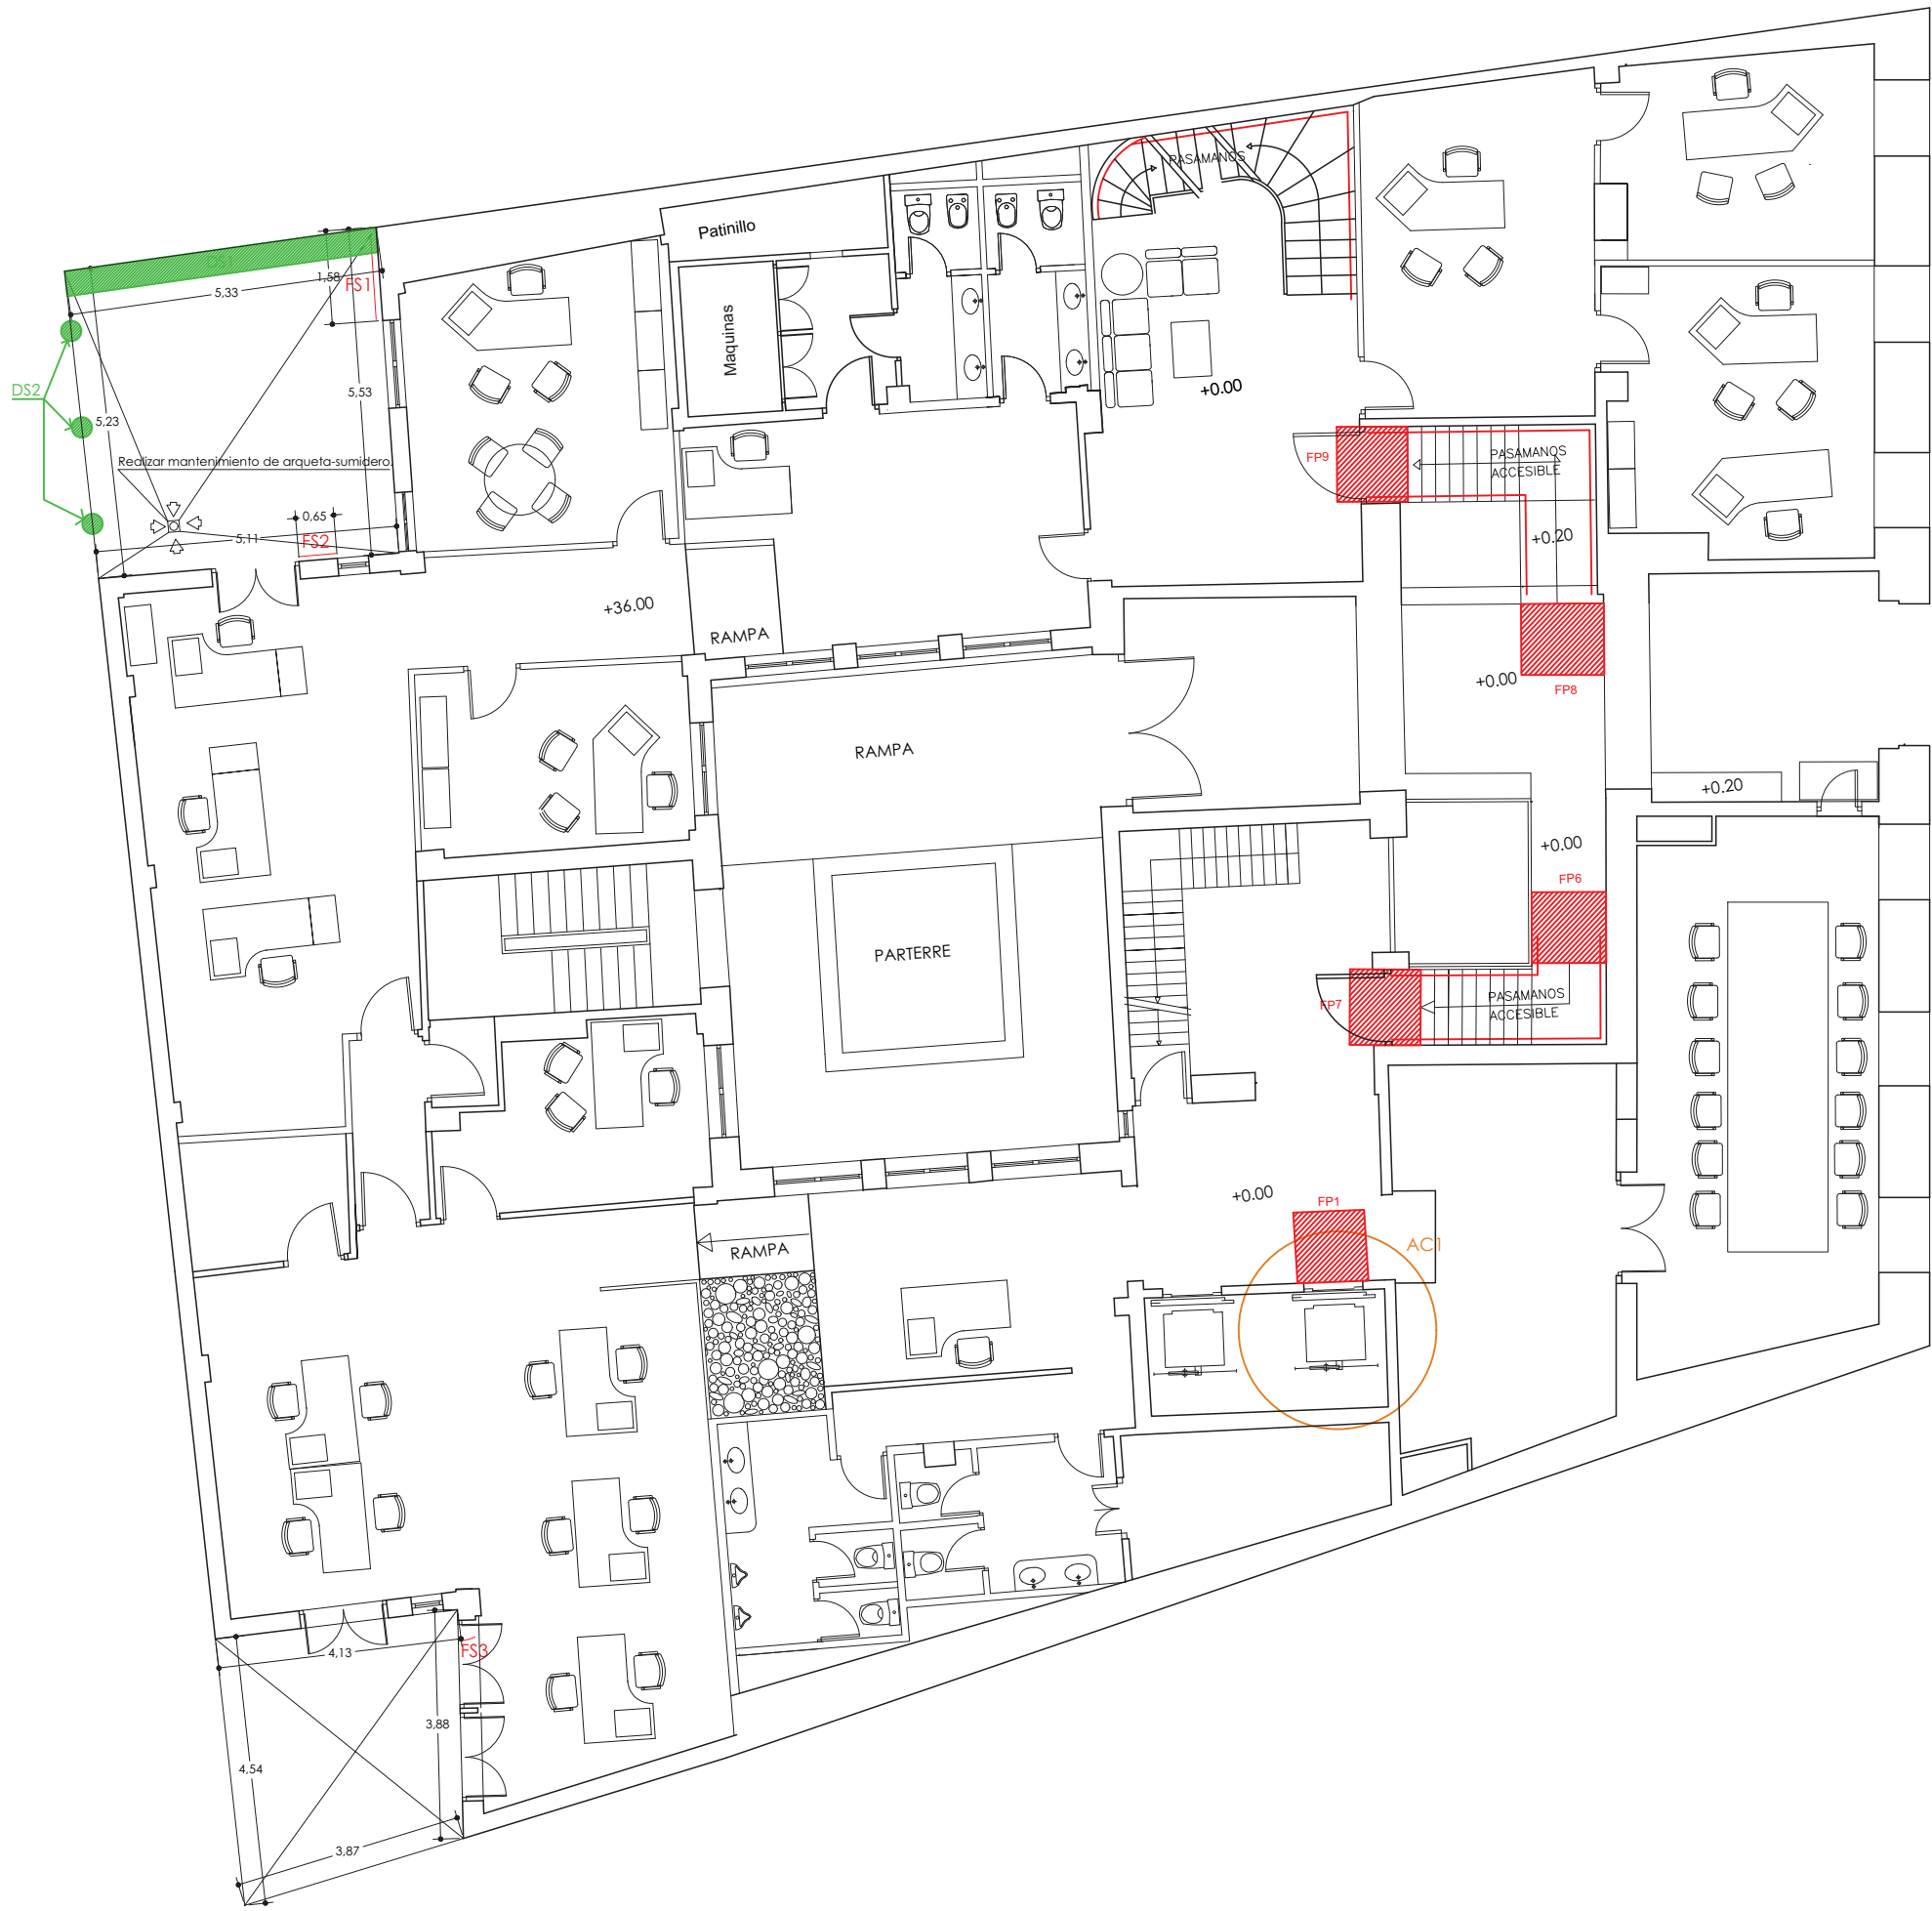 PASAMANOS
Patinillo
DS1
1,58
FS1
5,33
Maquinas
DS2
5,53
+0.00
5,23
FP9
PASAMANOS
ACCESIBLE
Realizar mantenimiento de arqueta-sumidero.
0,65
5,11
FS2
+0.20
+36.00
RAMPA
+0.00
FP8
RAMPA
+0.20
+0.00
FP6
PARTERRE
FP7
PASAMANOS
ACCESIBLE
+0.00
FP1
RAMPA
AC1
4,13
FS3
3,88
4,54
3,87